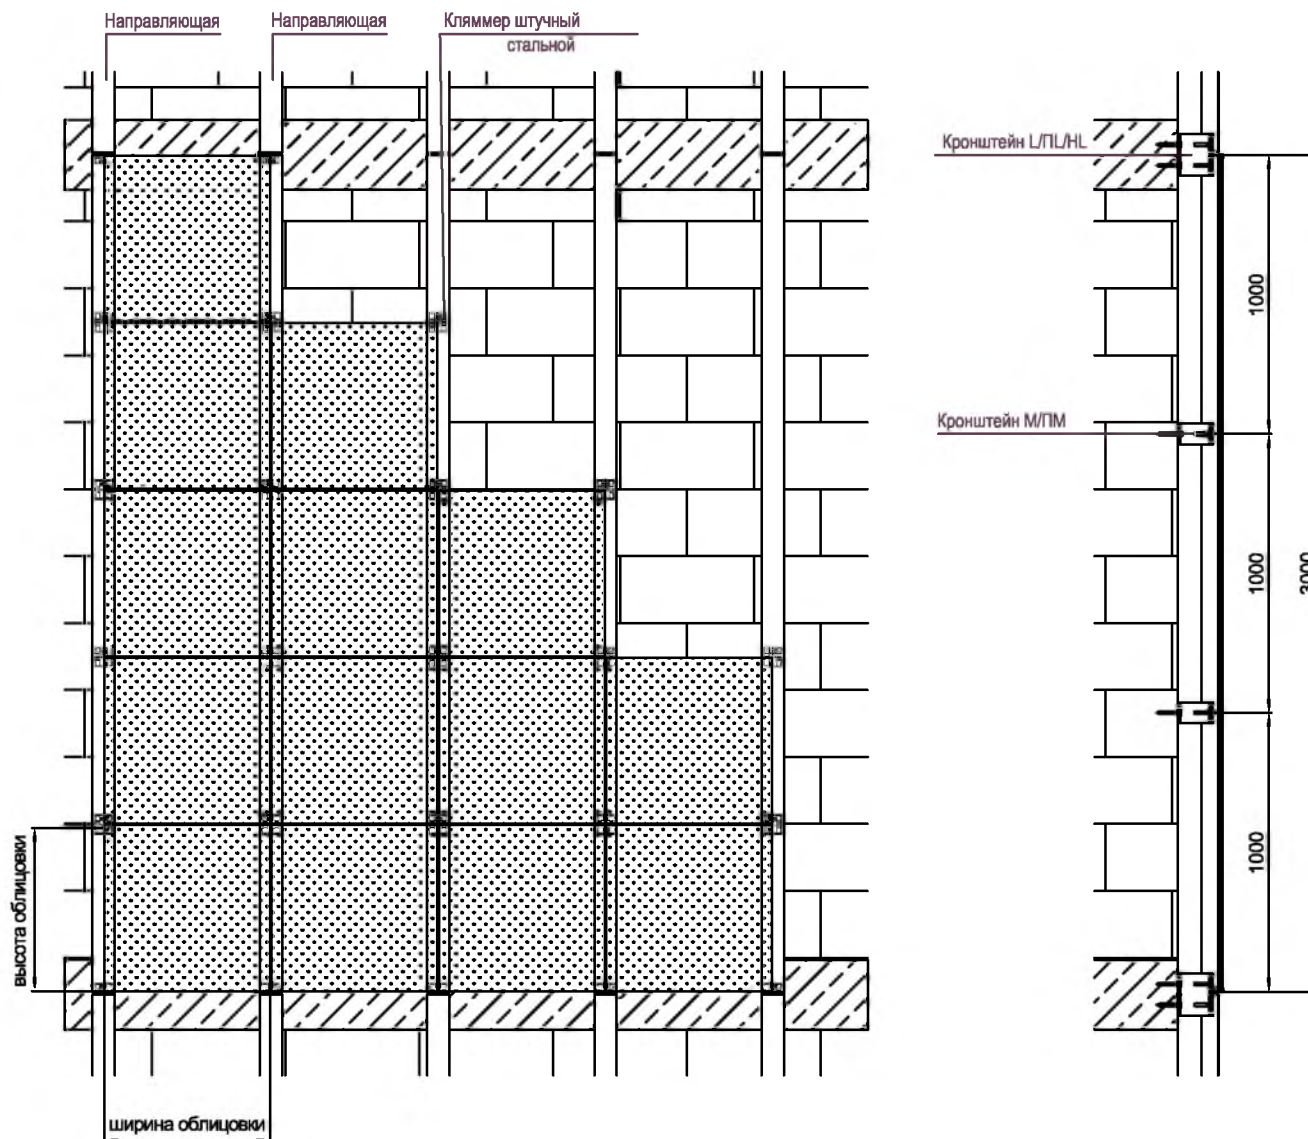 Направляющая
Направляющая
Кляммер штучный
стальной
Кронштейн L/ПL/HL
1000
Кронштейн М/ПМ
1000
3000
1000
высота облицовки
ширина облицовки